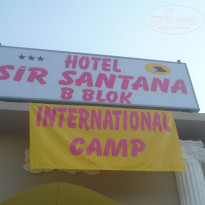 HOTEL
SİR SANTANA
B BLOK
INTERNATIONAL
CAMP